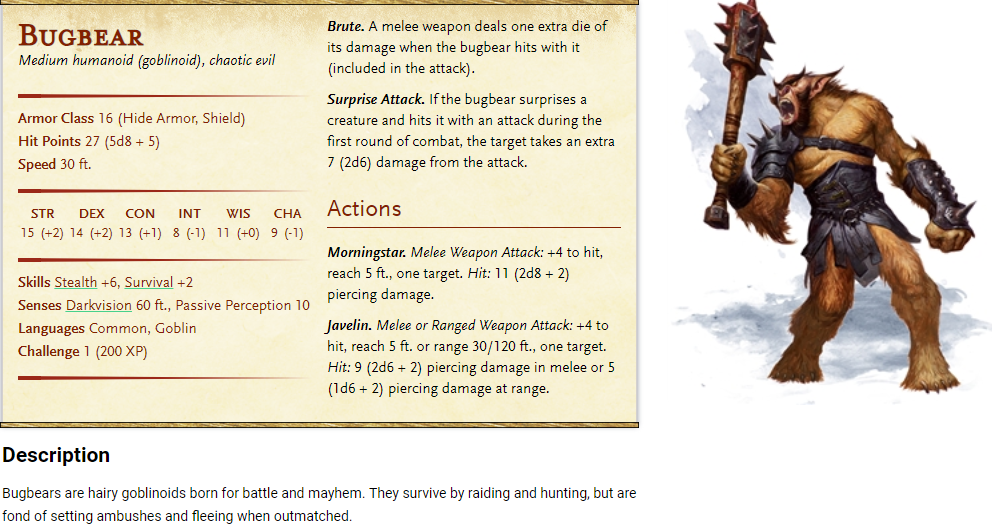 Bugbear
Medium humanoid (goblinoid), chaotic evil
Armor Class 16 (Hide Armor, Shield)
Hit Points 27 (5d8 + 5)
Speed 30 ft.
STR DEX CON INT WIS CHA
15 (+2) 14 (+2) 13 (+1) 8 (-1) 11 (+0) 9 (-1)
Skills Stealth +6, Survival +2
Senses Darkvision 60 ft., Passive Perception 10
Languages Common, Goblin
Challenge 1 (200 XP)
Brute. A melee weapon deals one extra die of
its damage when the bugbear hits with it
(included in the attack).
Surprise Attack. If the bugbear surprises a
creature and hits it with an attack during the
first round of combat, the target takes an extra
7 (2d6) damage from the attack.
Actions
Morningstar. Melee Weapon Attack: +4 to hit,
reach 5 ft., one target. Hit: 11 (2d8 + 2)
piercing damage.
Javelin. Melee or Ranged Weapon Attack: +4 to
hit, reach 5 ft. or range 30/120 ft., one target.
Hit: 9 (2d6 + 2) piercing damage in melee or 5
(1d6 + 2) piercing damage at range.
Description
Bugbears are hairy goblinoids born for battle and mayhem. They survive by raiding and hunting, but are
fond of setting ambushes and fleeing when outmatched.